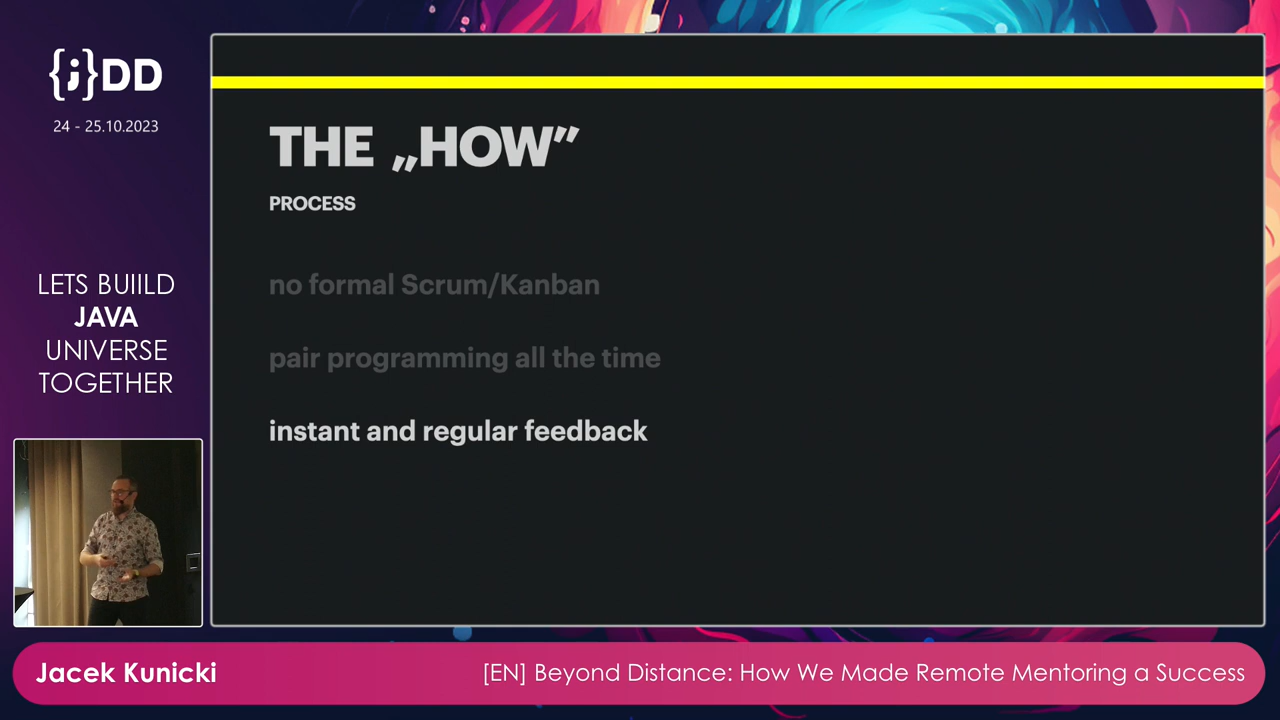 {j}DD
24 - 25.10.2023
LETS BUIILD
JAVA
UNIVERSE
TOGETHER
THE „HOW”
PROCESS
no formal Scrum/Kanban
pair programming all the time
instant and regular feedback
Jacek Kunicki
[EN] Beyond Distance: How We Made Remote Mentoring a Success